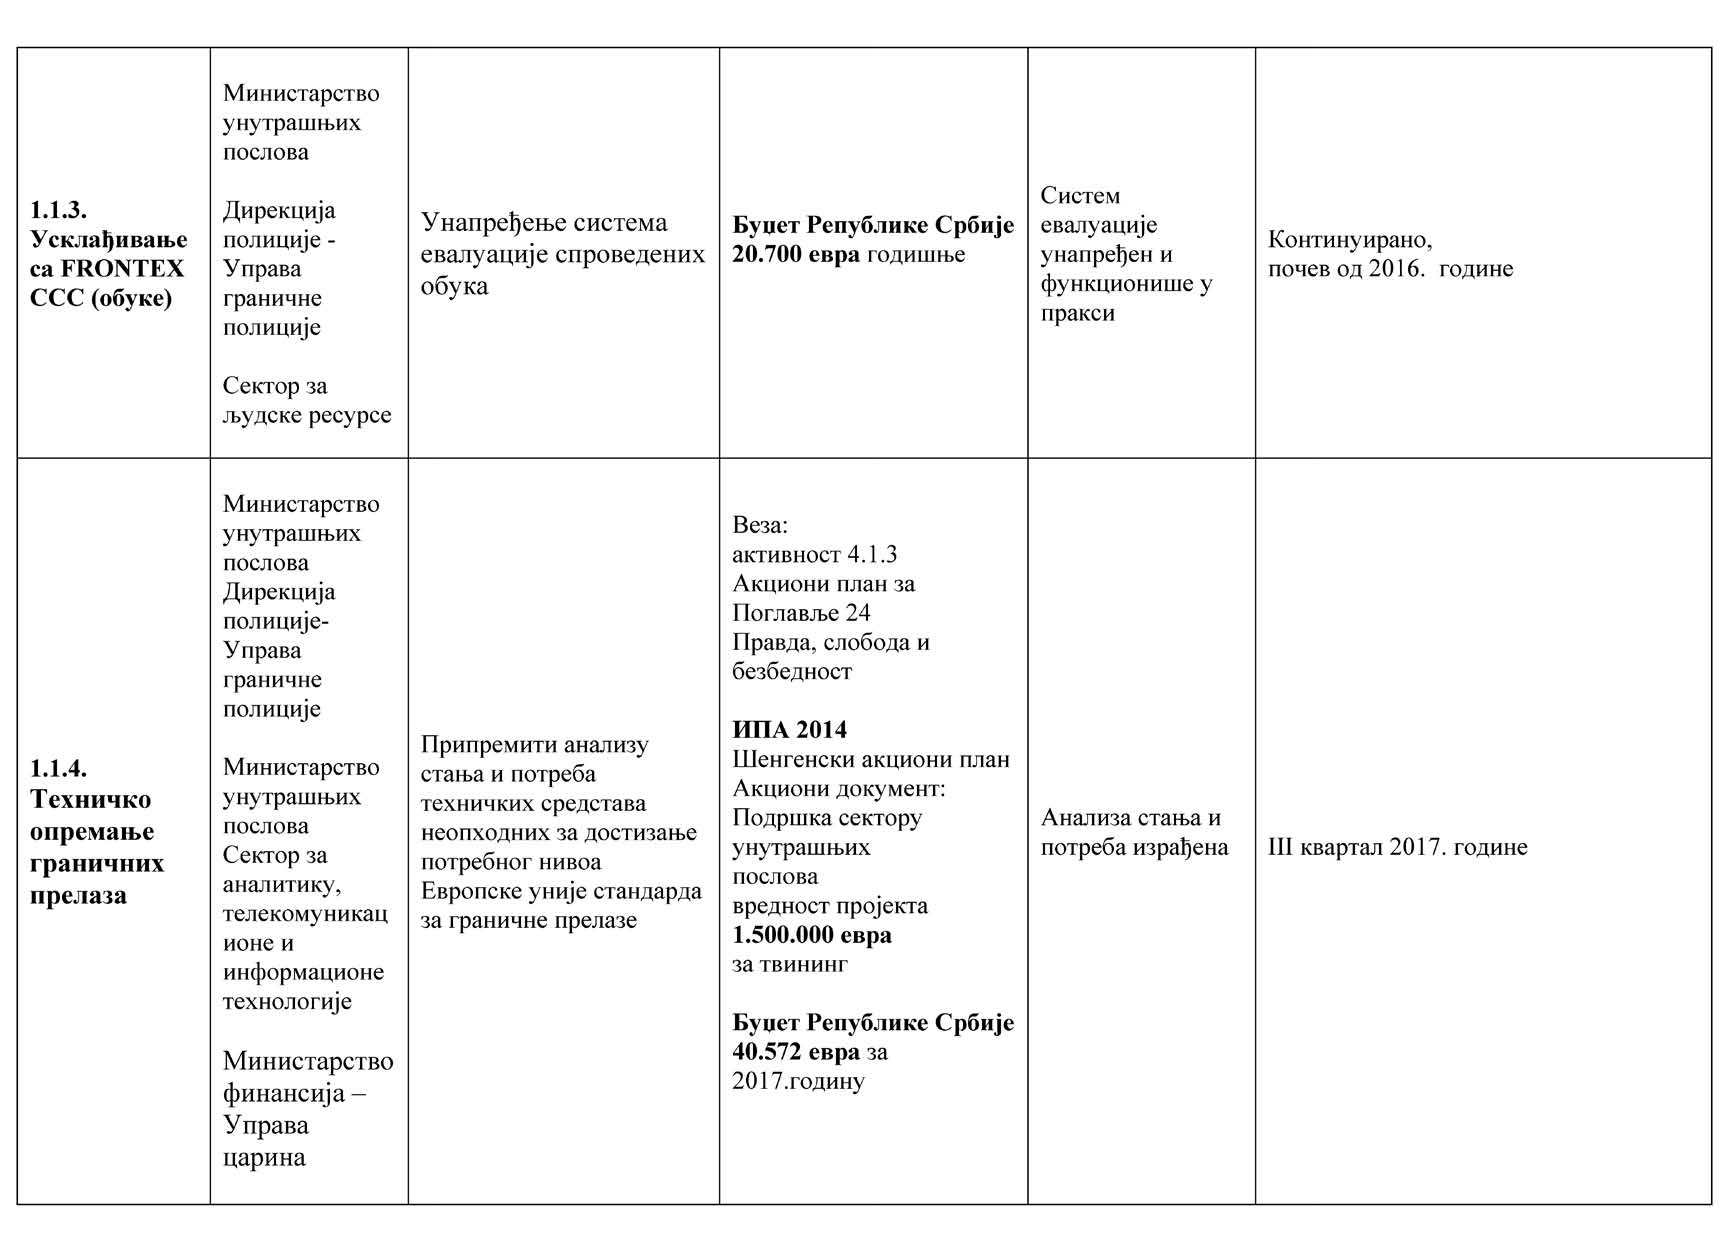 1.1.3.
Усклађивање
са FRONTEX
CCC (обуке)
Министарство
унутрашњих
послова
Дирекција
полиције -
Управа
граничне
полиције
Сектор за
људске ресурсе
Унапређење система
евалуације спроведених
обука
Буџет Републике Србије
20.700 евра годишње
Систем
евалуације
унапређен и
функционише у
пракси
Континуирано,
почев од 2016.  године
1.1.4.
Техничко
опремање
граничних
прелаза
Министарство
унутрашњих
послова
Дирекција
полиције-
Управа
граничне
полиције
Министарство
унутрашњих
послова
Сектор за
аналитику,
телекомуникац
ионе и
информационе
технологије
Министарство
финансија –
Управа
царина
Припремити анализу
стања и потреба
техничких средстава
неопходних за достизање
потребног нивоа
Европске уније стандарда
за граничне прелазе
Веза:
активност 4.1.3
Акциони план за
Поглавље 24
Правда, слобода и
безбедност
ИПА 2014
Шенгенски акциони план
Акциони документ:
Подршка сектору
унутрашњих
послова
вредност пројекта
1.500.000 евра
за твининг
Буџет Републике Србије
40.572 евра за
2017.годину
Анализа стања и
потреба израђена
III квартал 2017. године